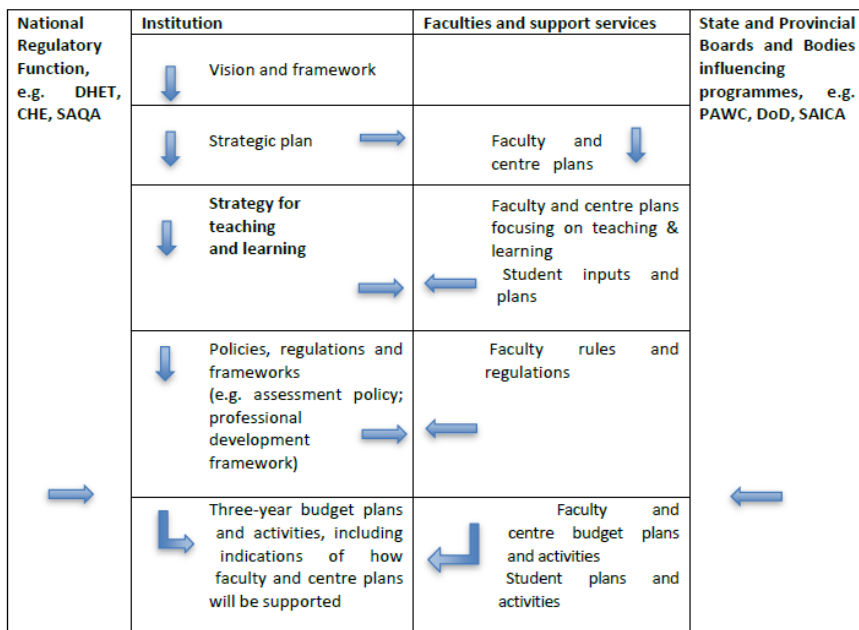 National
Regulatory
Function,
e.g. DHET,
CHE, SAQA
Institution
Faculties and support services
State and Provincial
Boards and Bodies
influencing
programmes, e.g.
PAWC, DoD, SAICA
Vision and framework
Strategic plan
Faculty and
centre plans
Strategy for
teaching
and learning
Faculty and centre plans
focusing on teaching &
learning
Student inputs and
plans
Policies, regulations and
frameworks
(e.g. assessment policy;
professional
development
framework)
Faculty rules and
regulations
Three-year budget plans
and activities, including
indications of how
faculty and centre plans
will be supported
Faculty and
centre budget plans
and activities
Student plans and
activities